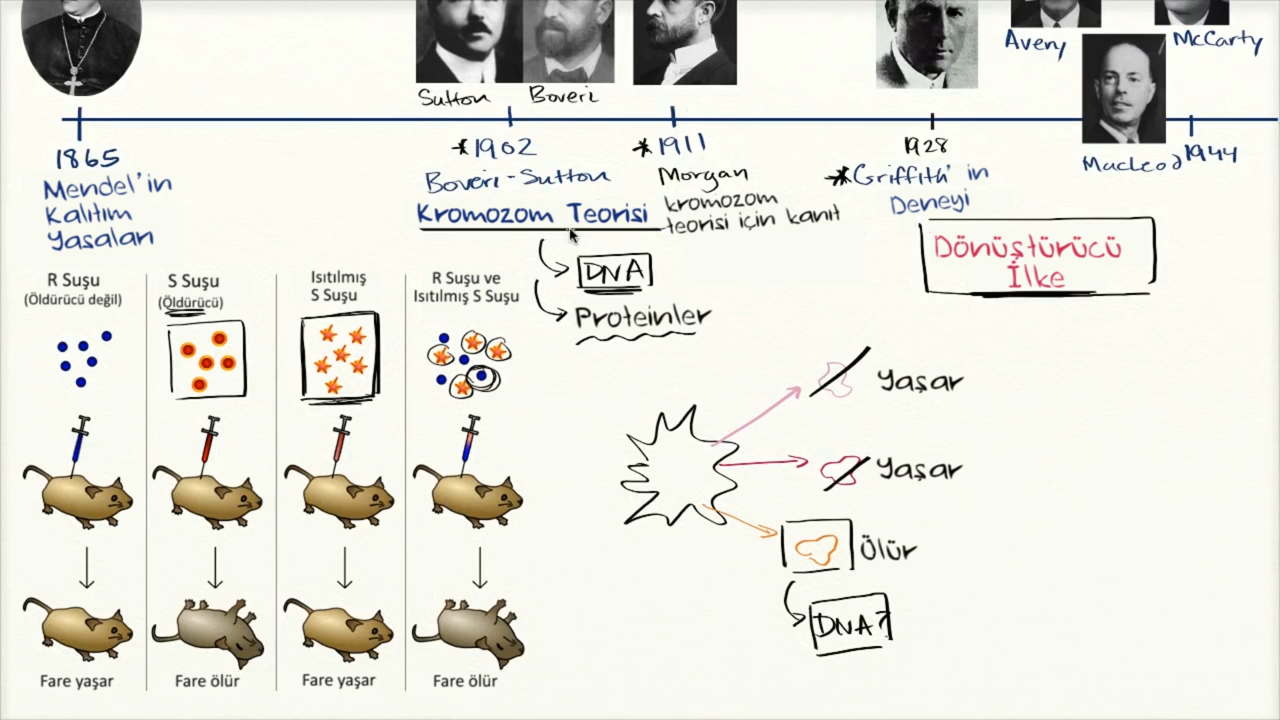 Sutton
Boveri
Avery
McCarty
MacLeod
1865
Mendel'in
Kalıtım
Yasaları
*1902
Boveri-Sutton
Kromozom Teorisi
*1911
Morgan
kromozom
teorisi için kanıt
1928
*Griffith'in
Deneyi
1944
Dönüştürücü
İlke
DNA
Proteinler
R Suşu
(Öldürücü değil)
S Suşu
(Öldürücü)
Isıtılmış
S Suşu
R Suşu ve
Isıtılmış S Suşu
Yaşar
Yaşar
Ölür
DNA?
Fare yaşar
Fare ölür
Fare yaşar
Fare ölür